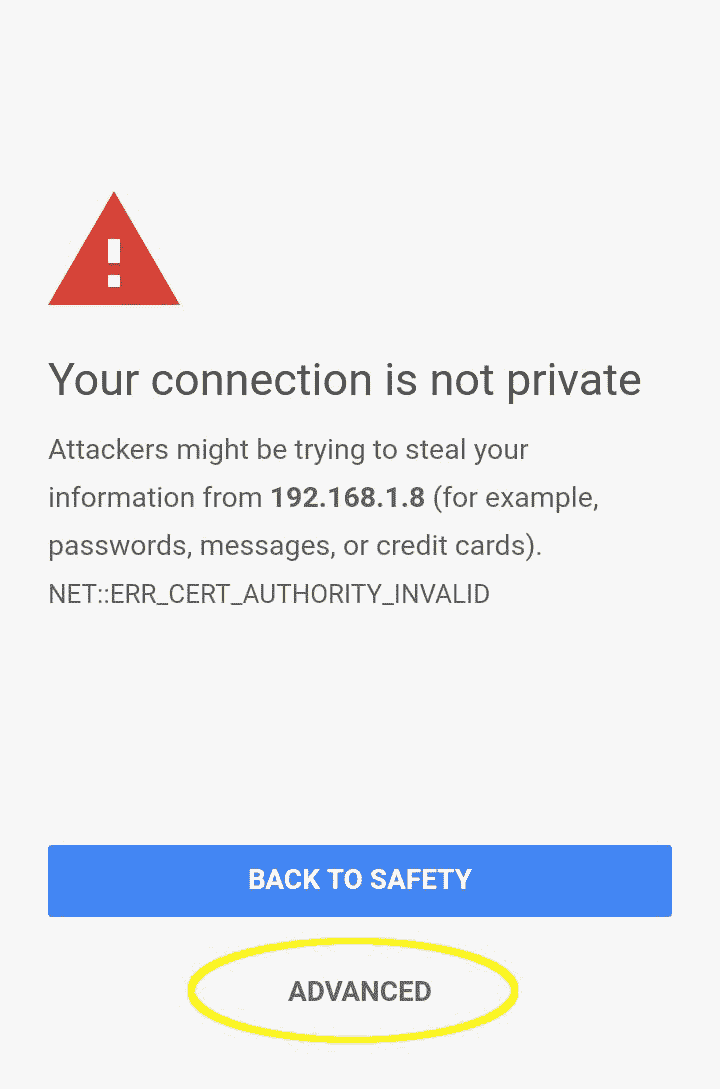 Your connection is not private
Attackers might be trying to steal your
information from 192.168.1.8 (for example,
passwords, messages, or credit cards).
NET::ERR_CERT_AUTHORITY_INVALID
BACK TO SAFETY
ADVANCED